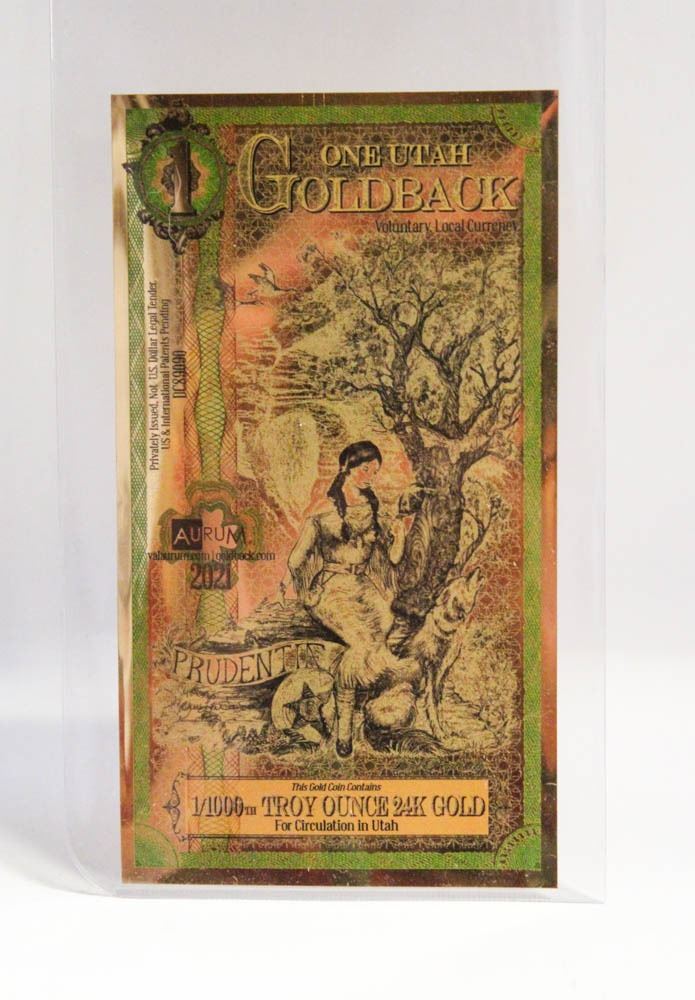 1
ONE UTAH
GOLDBACK
Voluntary, Local Currency
Privately Issued, Not U.S. Dollar Legal Tender,
US & International Patents Pending
AURUM
valaurum.com | goldback.com
2021
PRUDENTIA
This Gold Coin Contains
1/1000TH TROY OUNCE 24K GOLD
For Circulation in Utah